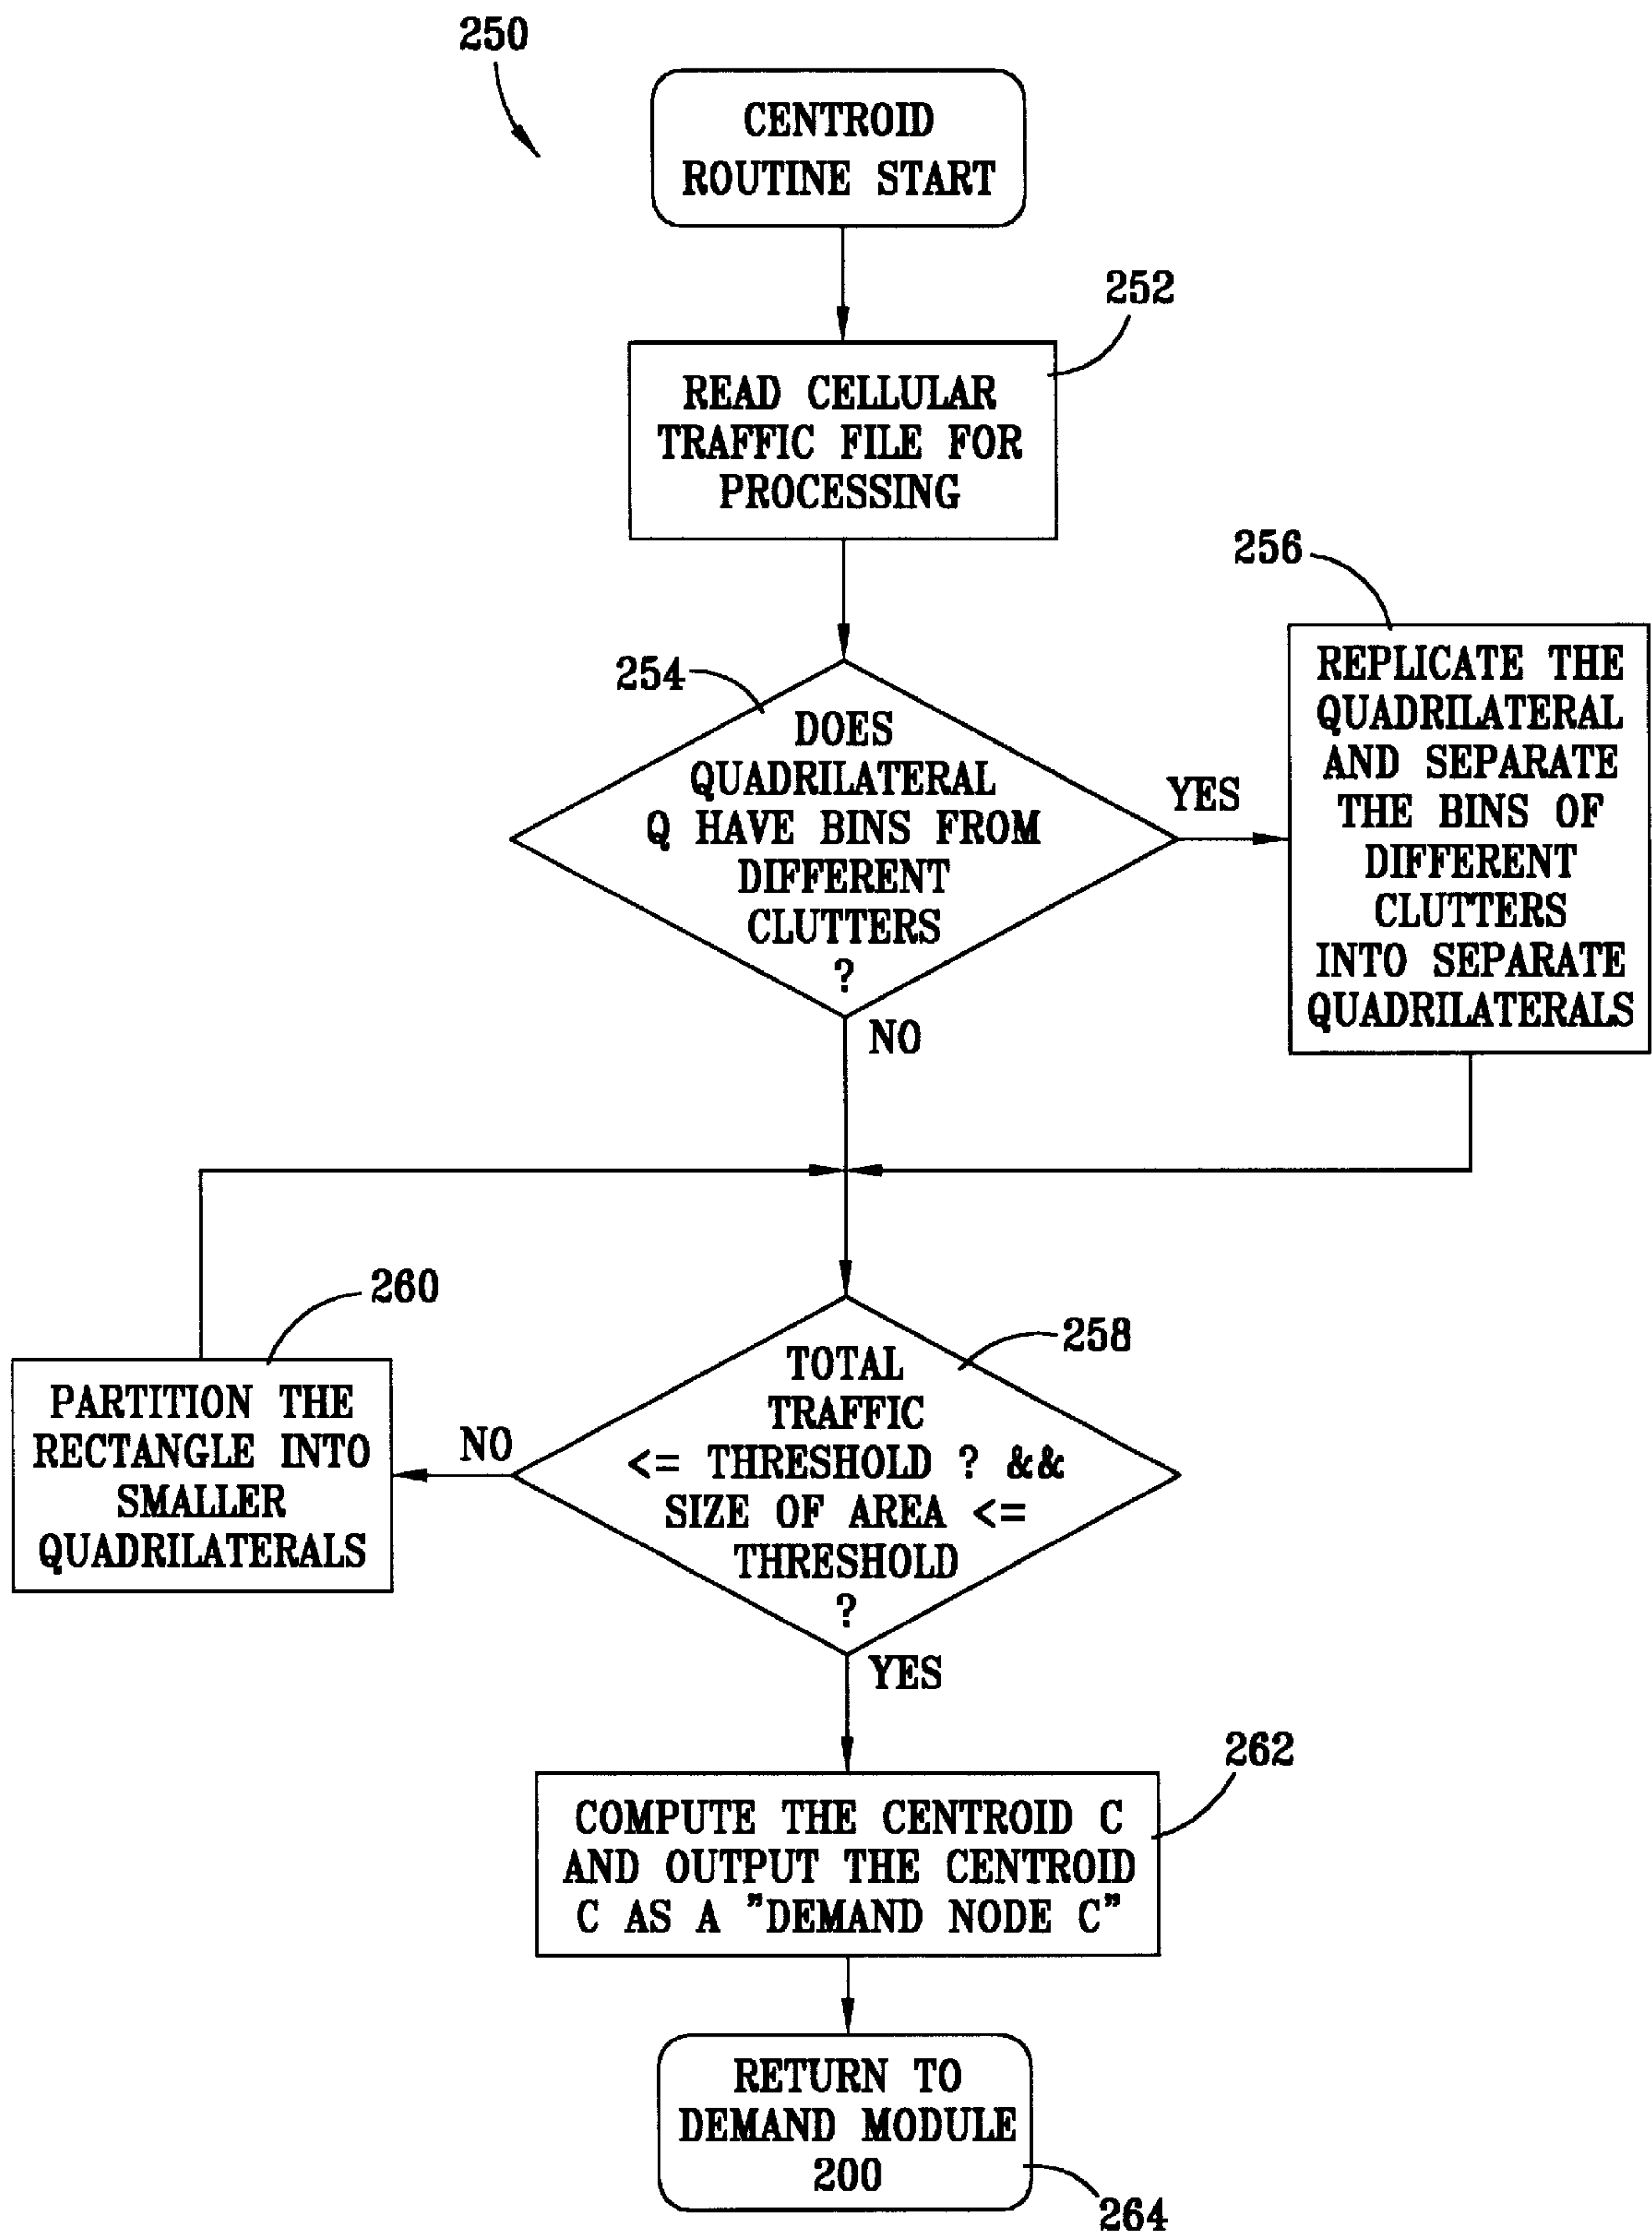 250
CENTROID
ROUTINE START
252
READ CELLULAR
TRAFFIC FILE FOR
PROCESSING
254
DOES
QUADRILATERAL
Q HAVE BINS FROM
DIFFERENT
CLUTTERS
?
YES
256
REPLICATE THE
QUADRILATERAL
AND SEPARATE
THE BINS OF
DIFFERENT
CLUTTERS
INTO SEPARATE
QUADRILATERALS
NO
260
PARTITION THE
RECTANGLE INTO
SMALLER
QUADRILATERALS
NO
258
TOTAL
TRAFFIC
<= THRESHOLD ? &&
SIZE OF AREA <=
THRESHOLD
?
YES
262
COMPUTE THE CENTROID C
AND OUTPUT THE CENTROID
C AS A "DEMAND NODE C"
RETURN TO
DEMAND MODULE
200
264